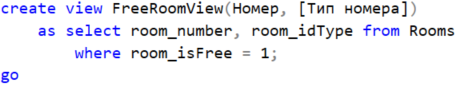 create view FreeRoomView(Номер, [Тип номера])
as select room_number, room_idType from Rooms
where room_isFree = 1;
go